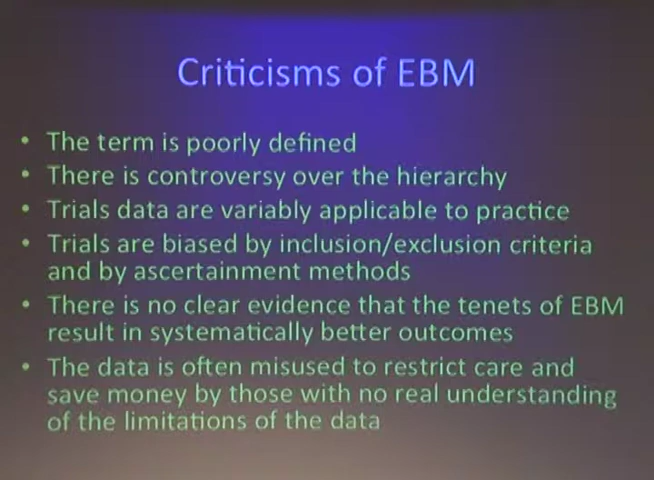 Criticisms of EBM
• The term is poorly defined
• There is controversy over the hierarchy
• Trials data are variably applicable to practice
• Trials are biased by inclusion/exclusion criteria
and by ascertainment methods
• There is no clear evidence that the tenets of EBM
result in systematically better outcomes
• The data is often misused to restrict care and
save money by those with no real understanding
of the limitations of the data